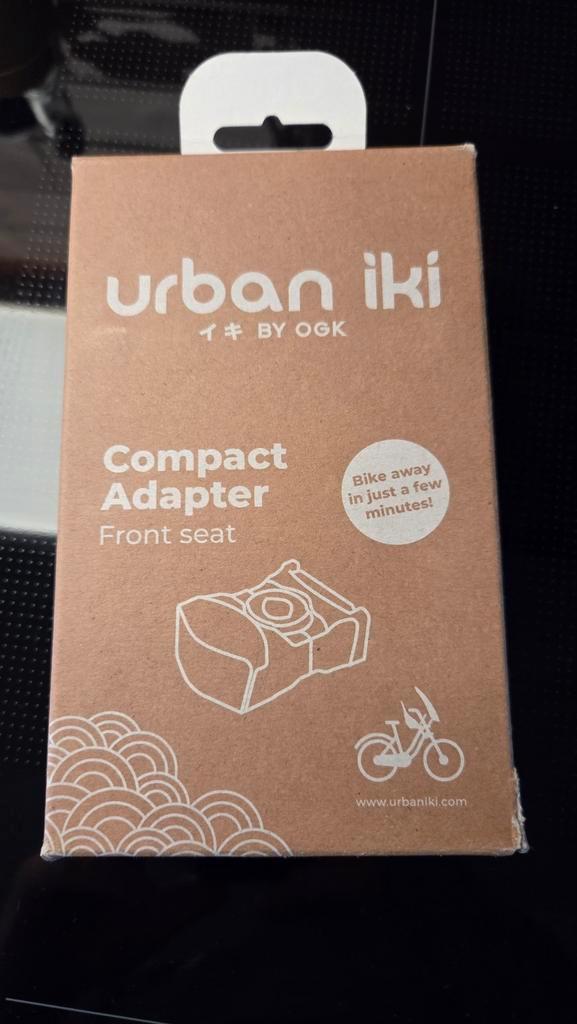 urban iki
イキ BY OGK
Compact
Adapter
Front seat
Bike away
in just a few
minutes!
www.urbaniki.com